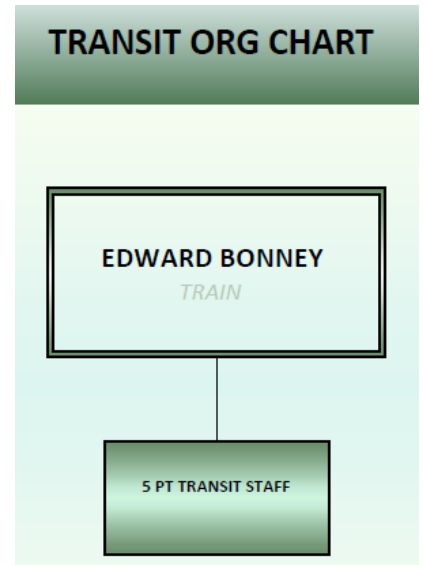 TRANSIT ORG CHART
EDWARD BONNEY
TRAIN
5 PT TRANSIT STAFF